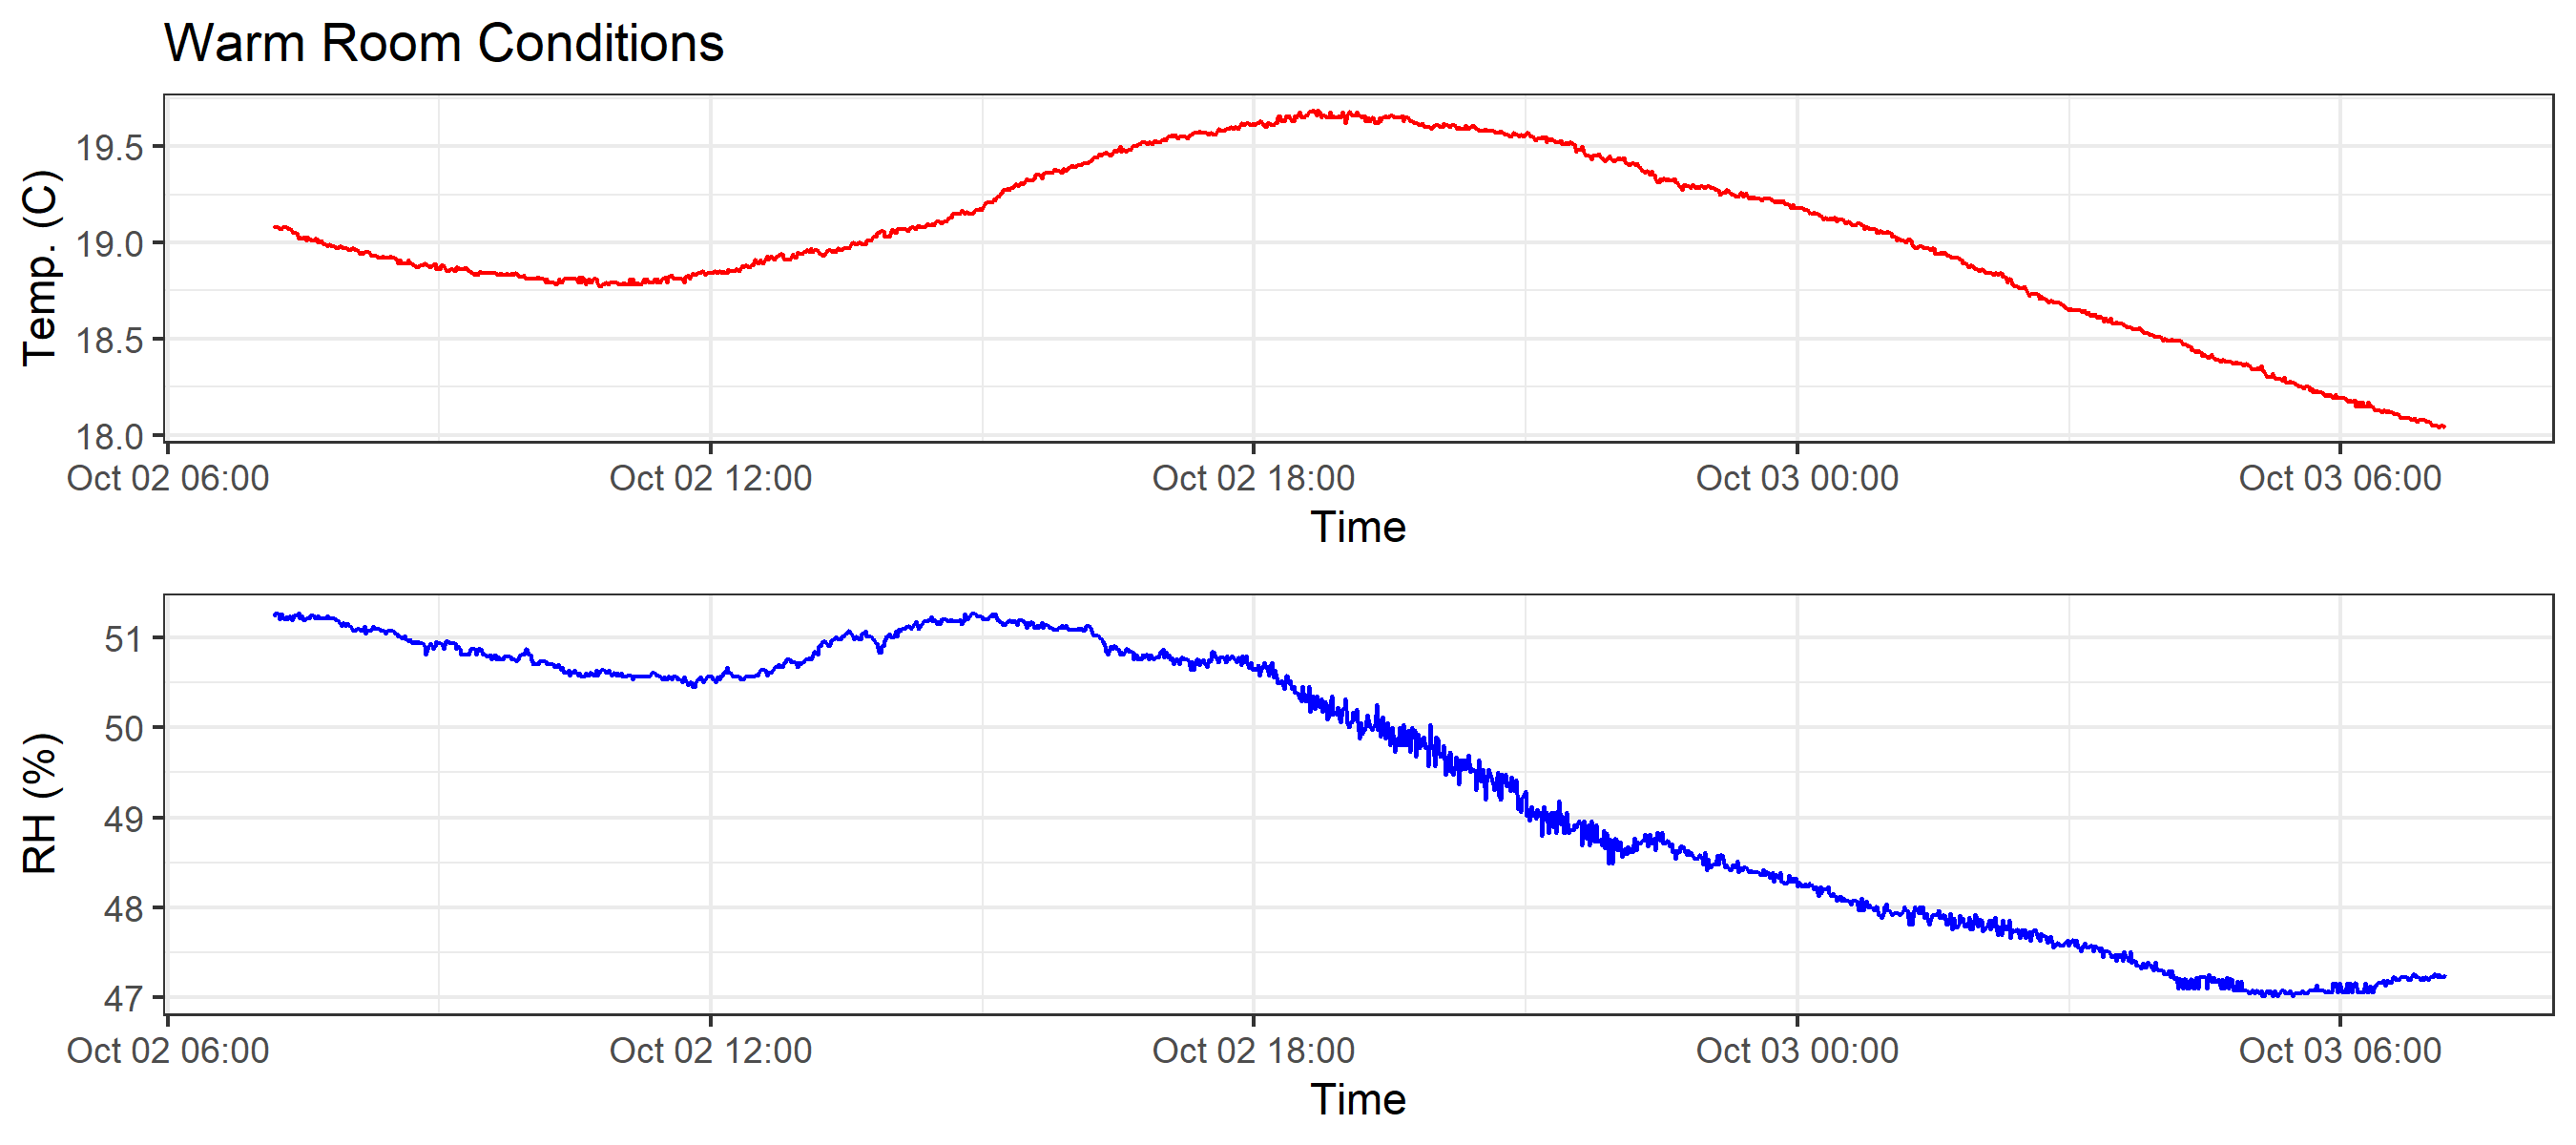 Warm Room Conditions
Temp. (C)
19.5
19.0
18.5
18.0
Oct 02 06:00 Oct 02 12:00 Oct 02 18:00 Oct 03 00:00 Oct 03 06:00
Time
RH (%)
51
50
49
48
47
Oct 02 06:00 Oct 02 12:00 Oct 02 18:00 Oct 03 00:00 Oct 03 06:00
Time